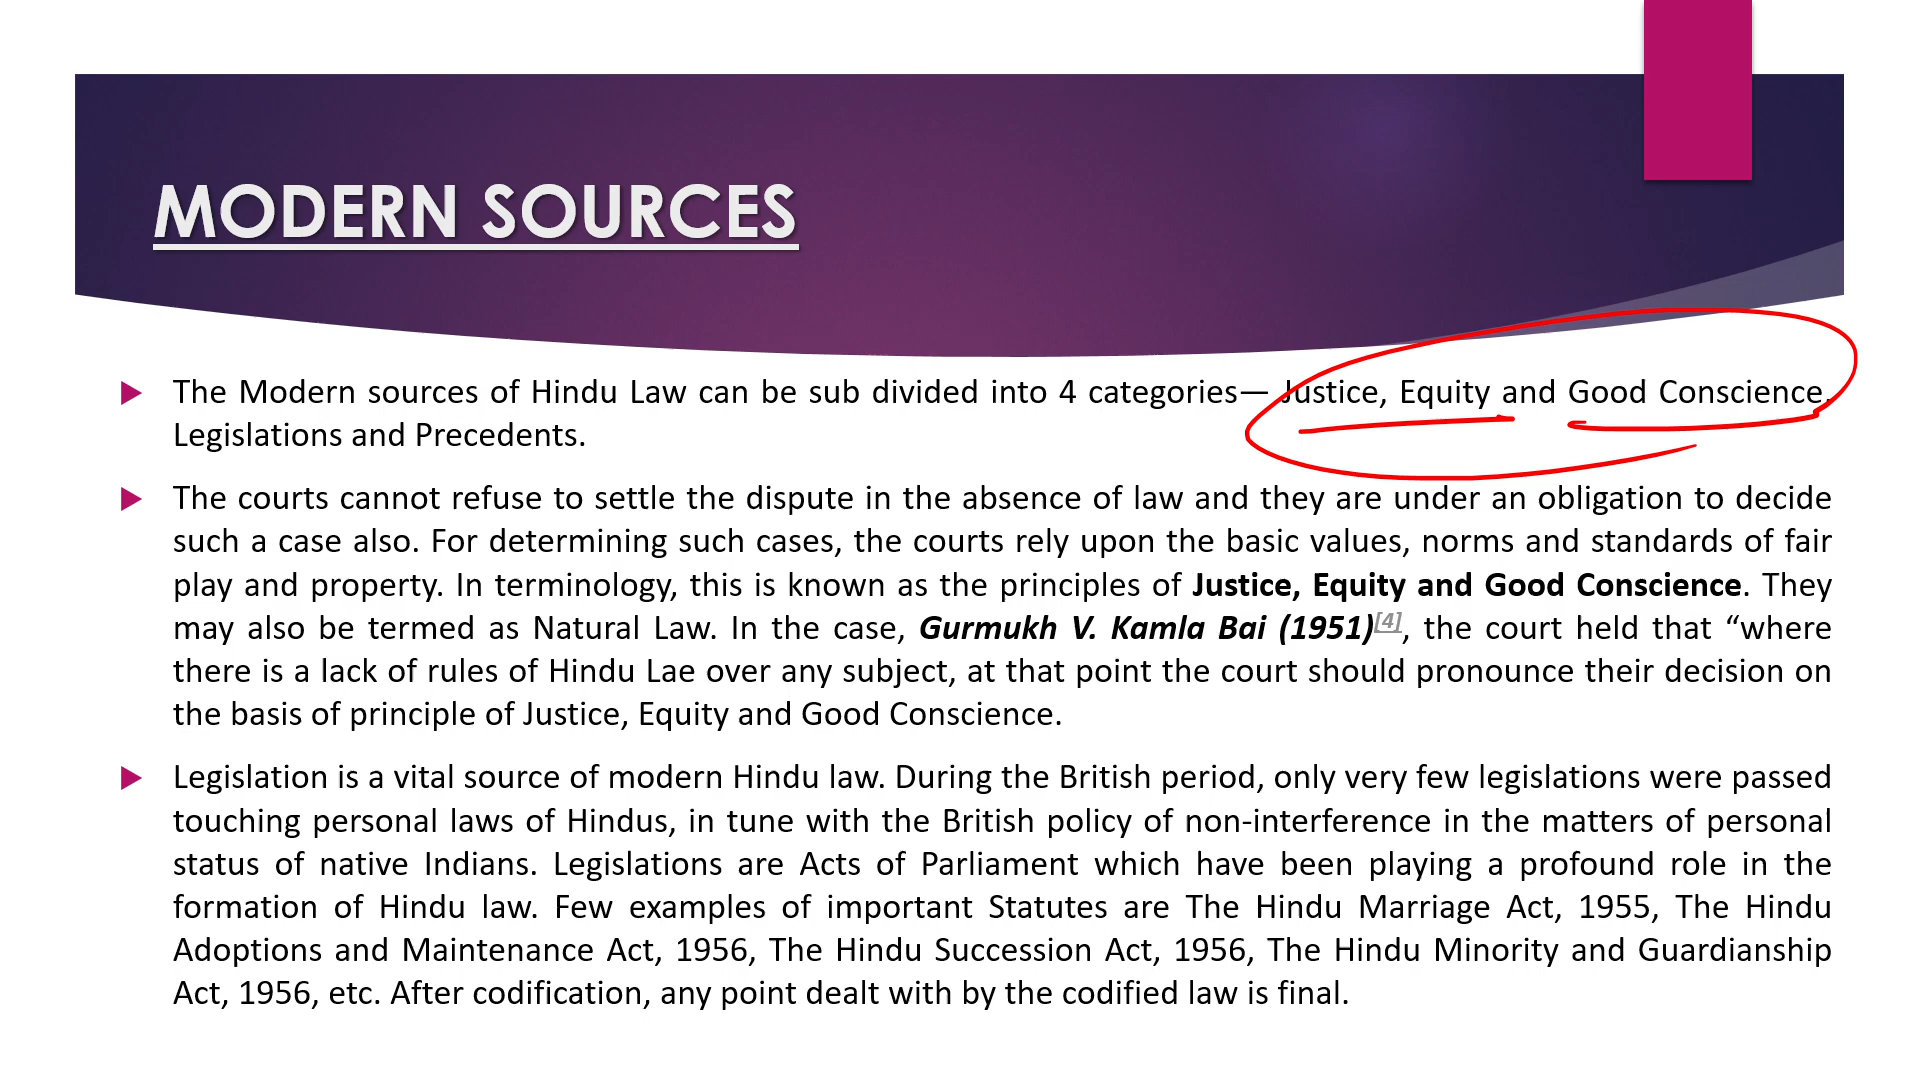 MODERN SOURCES
The Modern sources of Hindu Law can be sub divided into 4 categories— Justice, Equity and Good Conscience,
Legislations and Precedents.
The courts cannot refuse to settle the dispute in the absence of law and they are under an obligation to decide
such a case also. For determining such cases, the courts rely upon the basic values, norms and standards of fair
play and property. In terminology, this is known as the principles of Justice, Equity and Good Conscience. They
may also be termed as Natural Law. In the case, Gurmukh V. Kamla Bai (1951)[4], the court held that “where
there is a lack of rules of Hindu Lae over any subject, at that point the court should pronounce their decision on
the basis of principle of Justice, Equity and Good Conscience.
Legislation is a vital source of modern Hindu law. During the British period, only very few legislations were passed
touching personal laws of Hindus, in tune with the British policy of non-interference in the matters of personal
status of native Indians. Legislations are Acts of Parliament which have been playing a profound role in the
formation of Hindu law. Few examples of important Statutes are The Hindu Marriage Act, 1955, The Hindu
Adoptions and Maintenance Act, 1956, The Hindu Succession Act, 1956, The Hindu Minority and Guardianship
Act, 1956, etc. After codification, any point dealt with by the codified law is final.